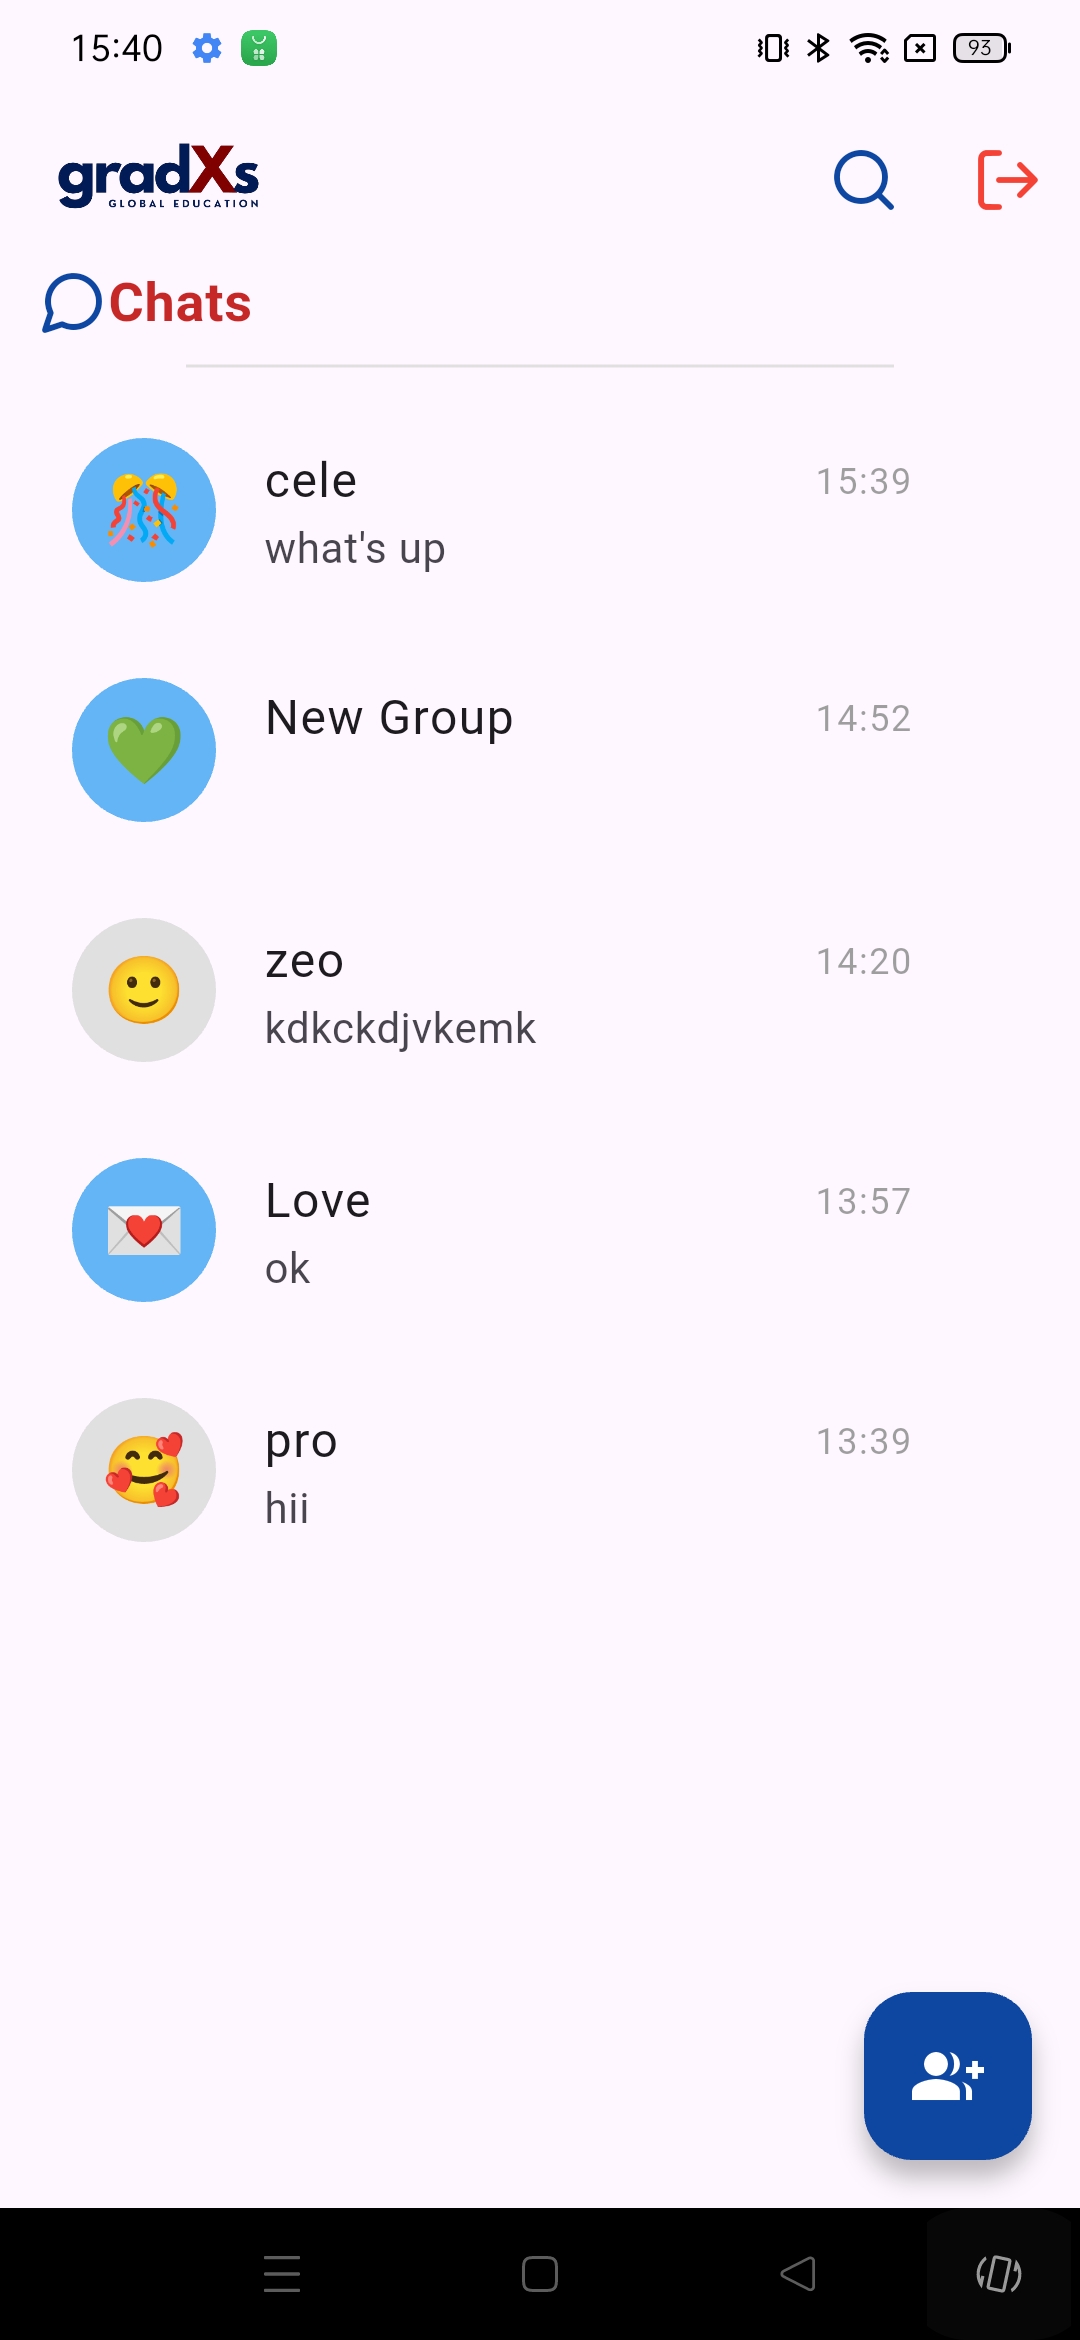 15:40
93
gradXs
GLOBAL EDUCATION
Chats
cele 15:39
what's up
New Group 14:52
zeo 14:20
kdkckdjvkemk
Love 13:57
ok
pro 13:39
hii